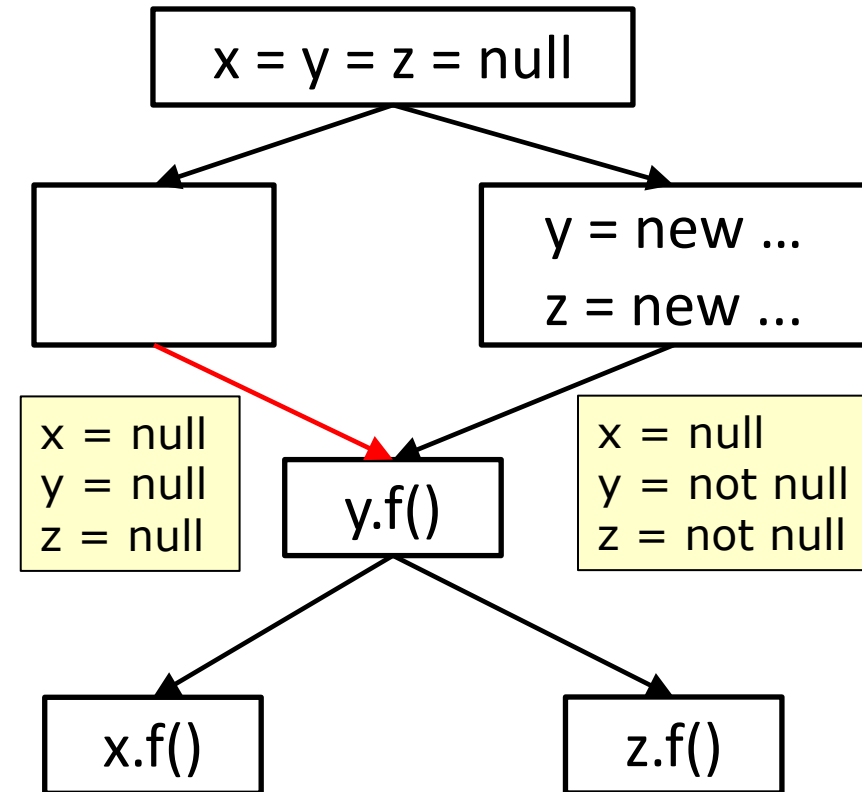 x = y = z = null
y = new ...
z = new ...
x = null
y = null
z = null
x = null
y = not null
z = not null
y.f()
x.f()
z.f()